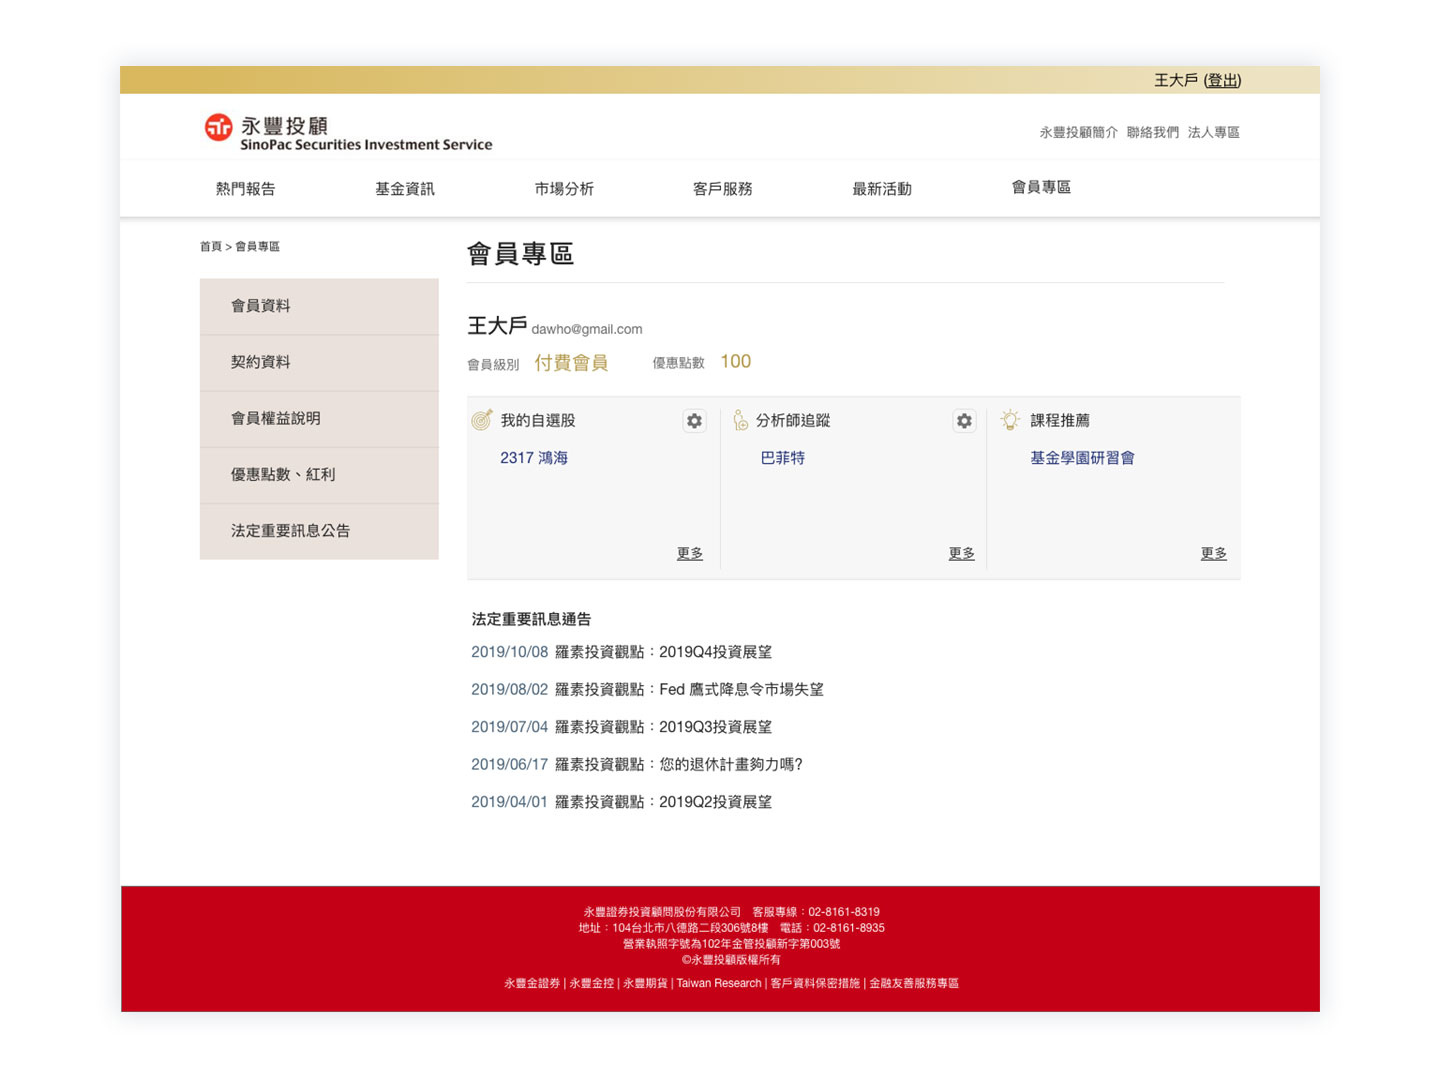 王大戶 (登出)
永豐投顧
SinoPac Securities Investment Service
永豐投顧簡介 聯絡我們 法人專區
熱門報告 基金資訊 市場分析 客戶服務 最新活動 會員專區
首頁 > 會員專區
會員資料
契約資料
會員權益說明
優惠點數、紅利
法定重要訊息公告
會員專區
王大戶 dawho@gmail.com
會員級別 付費會員 優惠點數 100
我的自選股
2317 鴻海
更多
分析師追蹤
巴菲特
更多
課程推薦
基金學園研習會
更多
法定重要訊息通告
2019/10/08 羅素投資觀點：2019Q4投資展望
2019/08/02 羅素投資觀點：Fed 鷹式降息令市場失望
2019/07/04 羅素投資觀點：2019Q3投資展望
2019/06/17 羅素投資觀點：您的退休計畫夠力嗎?
2019/04/01 羅素投資觀點：2019Q2投資展望
永豐證券投資顧問股份有限公司 客服專線：02-8161-8319
地址：104台北市八德路二段306號8樓 電話：02-8161-8935
營業執照字號為102年金管投顧新字第003號
©永豐投顧版權所有
永豐金證券 | 永豐金控 | 永豐期貨 | Taiwan Research | 客戶資料保密措施 | 金融友善服務專區